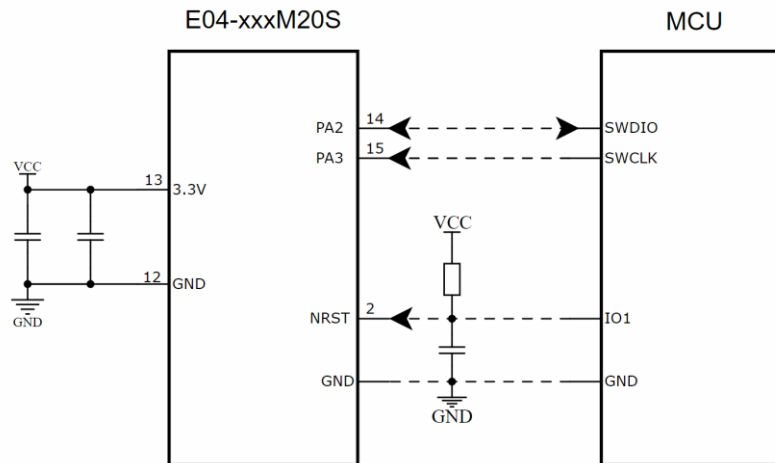 E04-xxxM20S
MCU
PA2
14
SWDIO
PA3
15
SWCLK
VCC
13
3.3V
VCC
12
GND
GND
NRST
2
IO1
GND
GND
GND